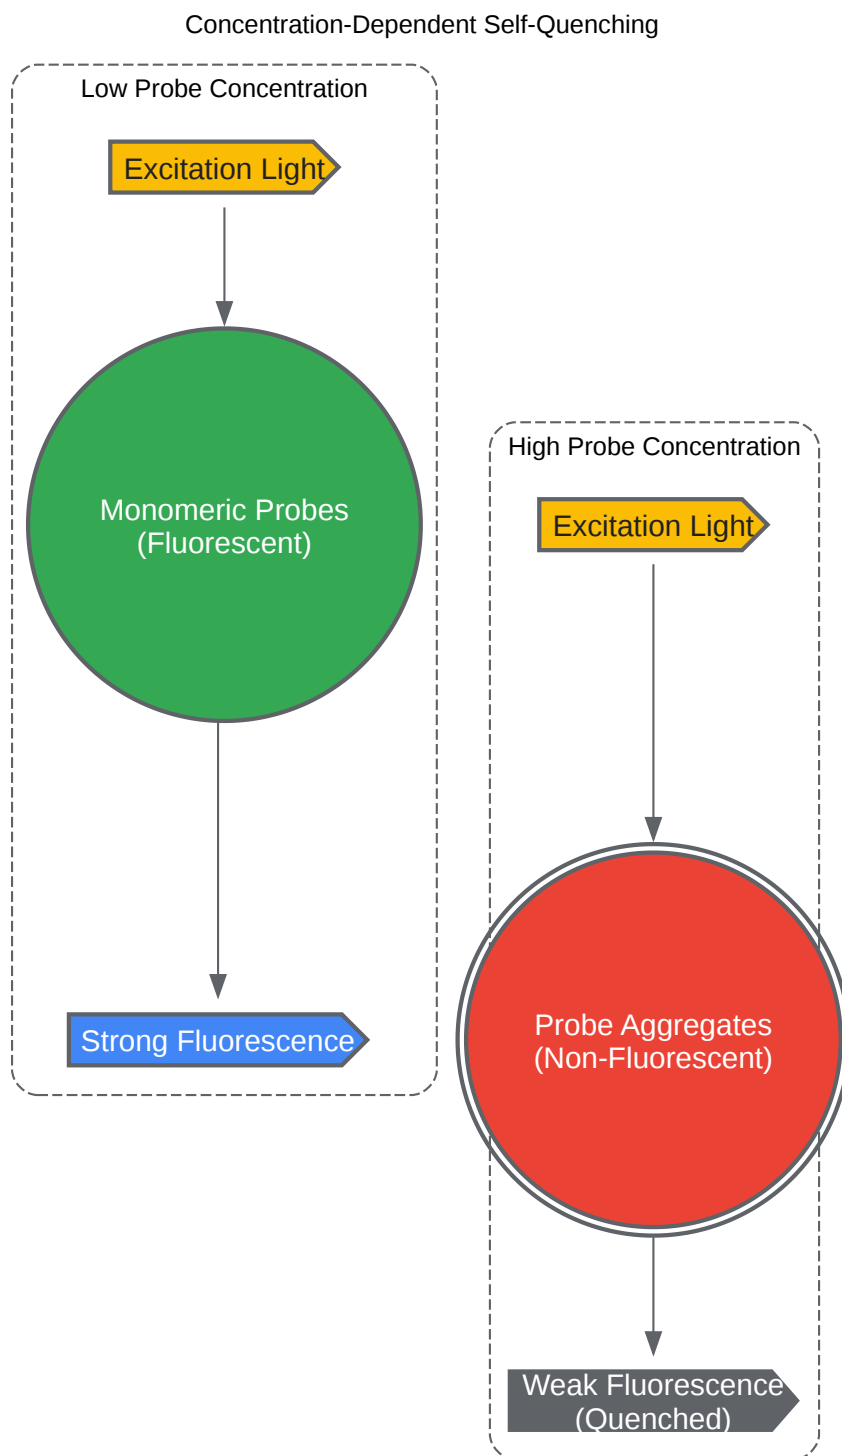 Concentration-Dependent Self-Quenching
Low Probe Concentration
Excitation Light
Monomeric Probes
(Fluorescent)
Strong Fluorescence
High Probe Concentration
Excitation Light
Probe Aggregates
(Non-Fluorescent)
Weak Fluorescence
(Quenched)